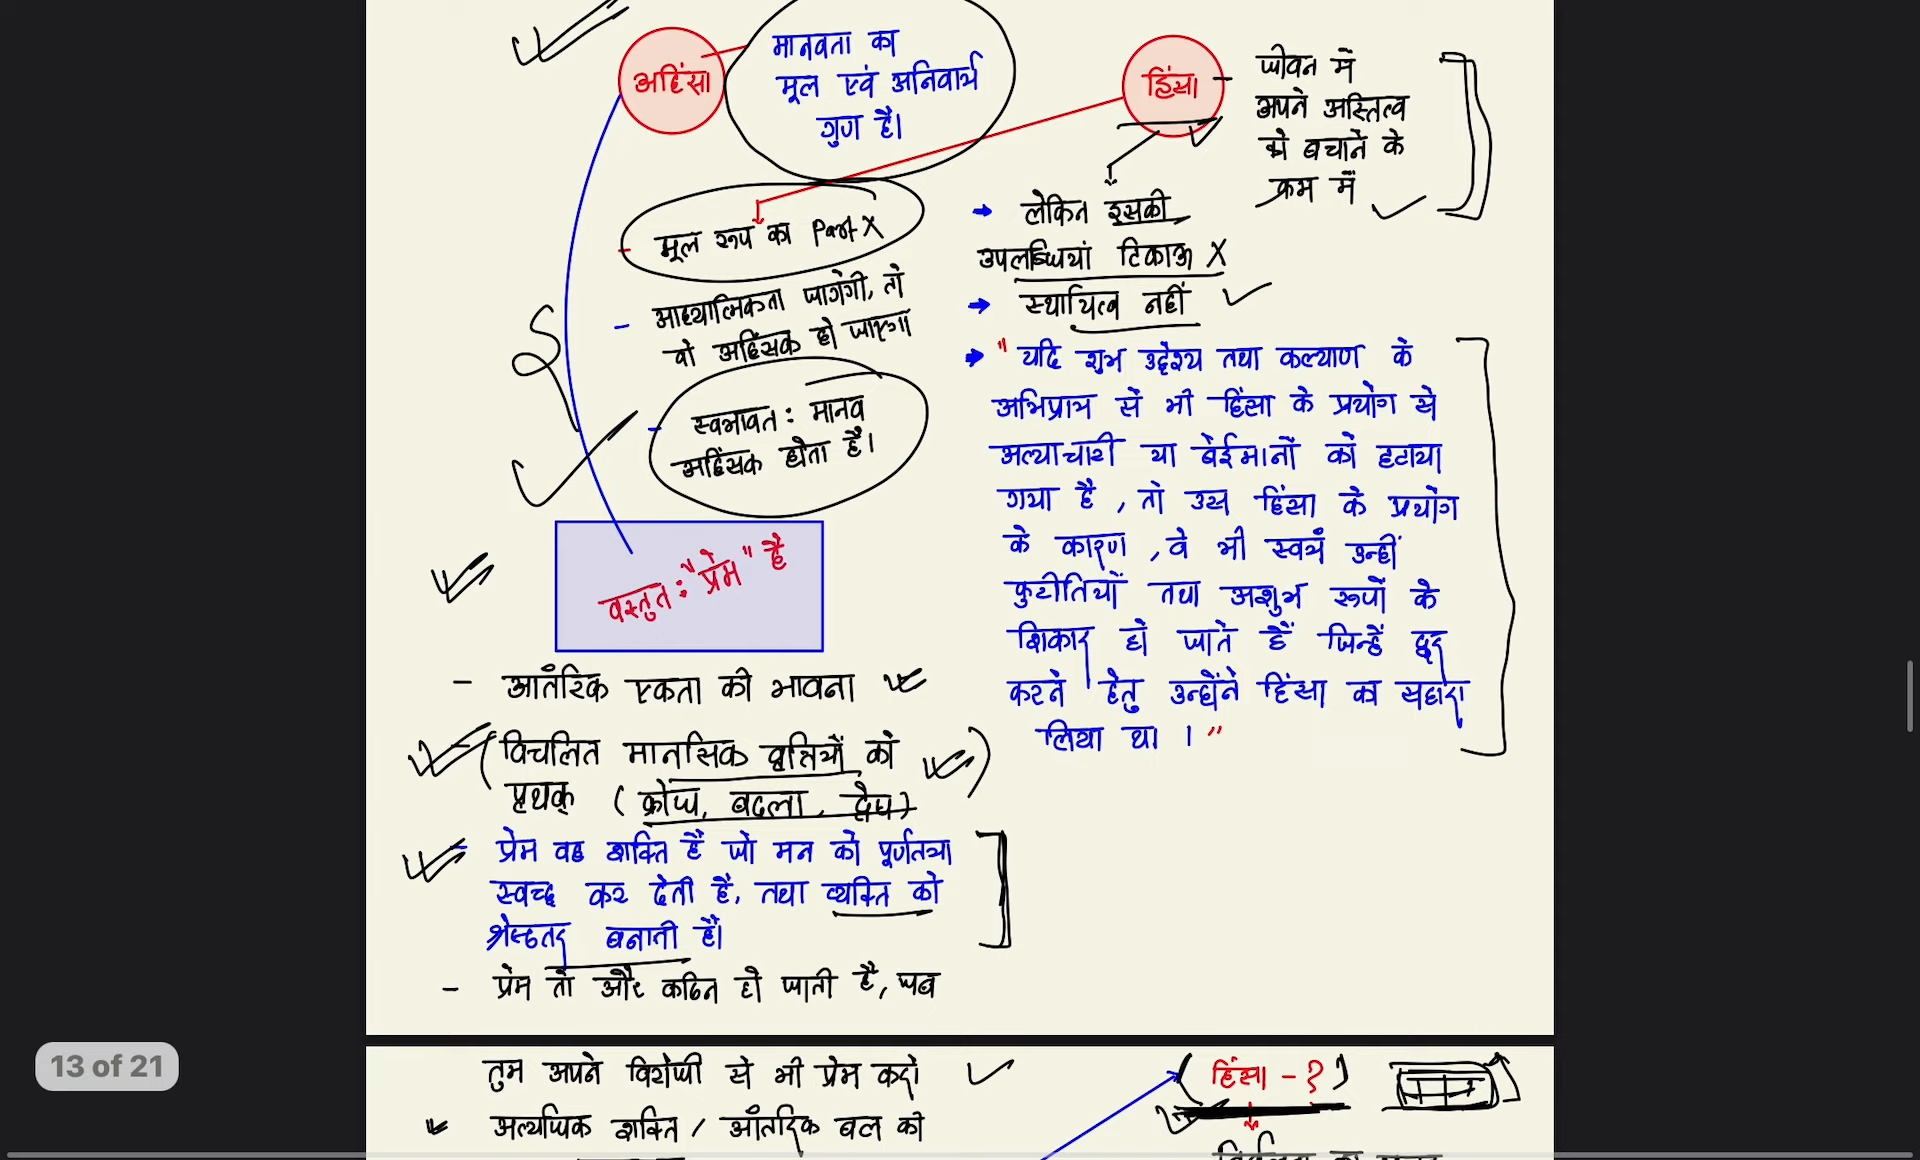 अहिंसा
मानवता का
मूल एवं अनिवार्य
गुण है।
मूल रूप का Part X
आध्यात्मिकता जागेगी, तो
वो अहिंसक हो जाएगा
स्वभावत: मानव
अहिंसक होता है।
वस्तुत: "प्रेम" है
- आंतरिक एकता की भावना
- (विचलित मानसिक वृत्तियों को
पृथक् (क्रोध, बदला, द्वेष)
- प्रेम वह शक्ति है जो मन को पूर्णतया
स्वच्छ कर देती है, तथा व्यक्ति को
श्रेष्ठतर बनाती है।
- प्रेम तो और कठिन हो जाती है, जब
हिंसा
जीवन में
अपने अस्तित्व
को बचाने के
क्रम में
→ लेकिन इसकी
उपलब्धियां टिकाऊ X
→ स्थायित्व नहीं
→ " यदि शुभ उद्देश्य तथा कल्याण के
अभिप्राय से भी हिंसा के प्रयोग से
अत्याचारी या बेईमानों को हटाया
गया है, तो उस हिंसा के प्रयोग
के कारण, वे भी स्वयं उन्हीं
कुरीतियों तथा अशुभ रूपों के
शिकार हो जाते हैं जिन्हें दूर
करने हेतु उन्होंने हिंसा का सहारा
लिया था। "
13 of 21
तुम अपने विरोधी से भी प्रेम करो
अत्यधिक शक्ति / आंतरिक बल की
( हिंसा - ? )